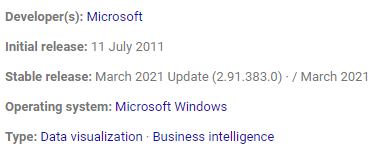 Developer(s): Microsoft
Initial release: 11 July 2011
Stable release: March 2021 Update (2.91.383.0) · / March 2021
Operating system: Microsoft Windows
Type: Data visualization · Business intelligence